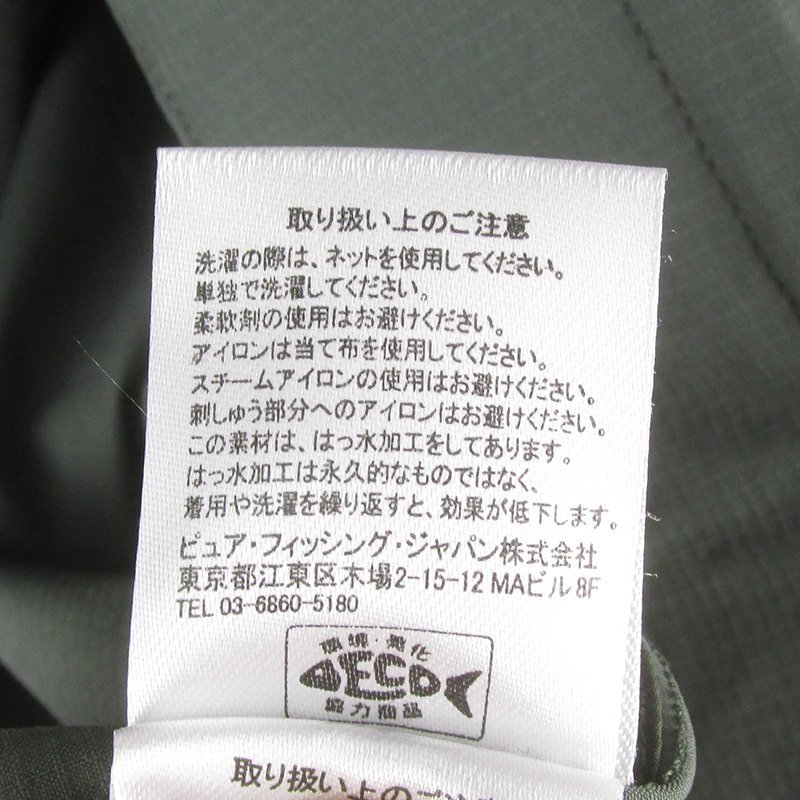 取り扱い上のご注意
洗濯の際は、ネットを使用してください。
単独で洗濯してください。
柔軟剤の使用はお避けください。
アイロンは当て布を使用してください。
スチームアイロンの使用はお避けください。
刺しゅう部分へのアイロンはお避けください。
この素材は、はっ水加工をしてあります。
はっ水加工は永久的なものではなく、
着用や洗濯を繰り返すと、効果が低下します。
ピュア・フィッシング・ジャパン株式会社
東京都江東区木場2-15-12 MAビル 8F
TEL 03-6860-5180
環境・美化
ECO
協力商品
取り扱い上のご注意